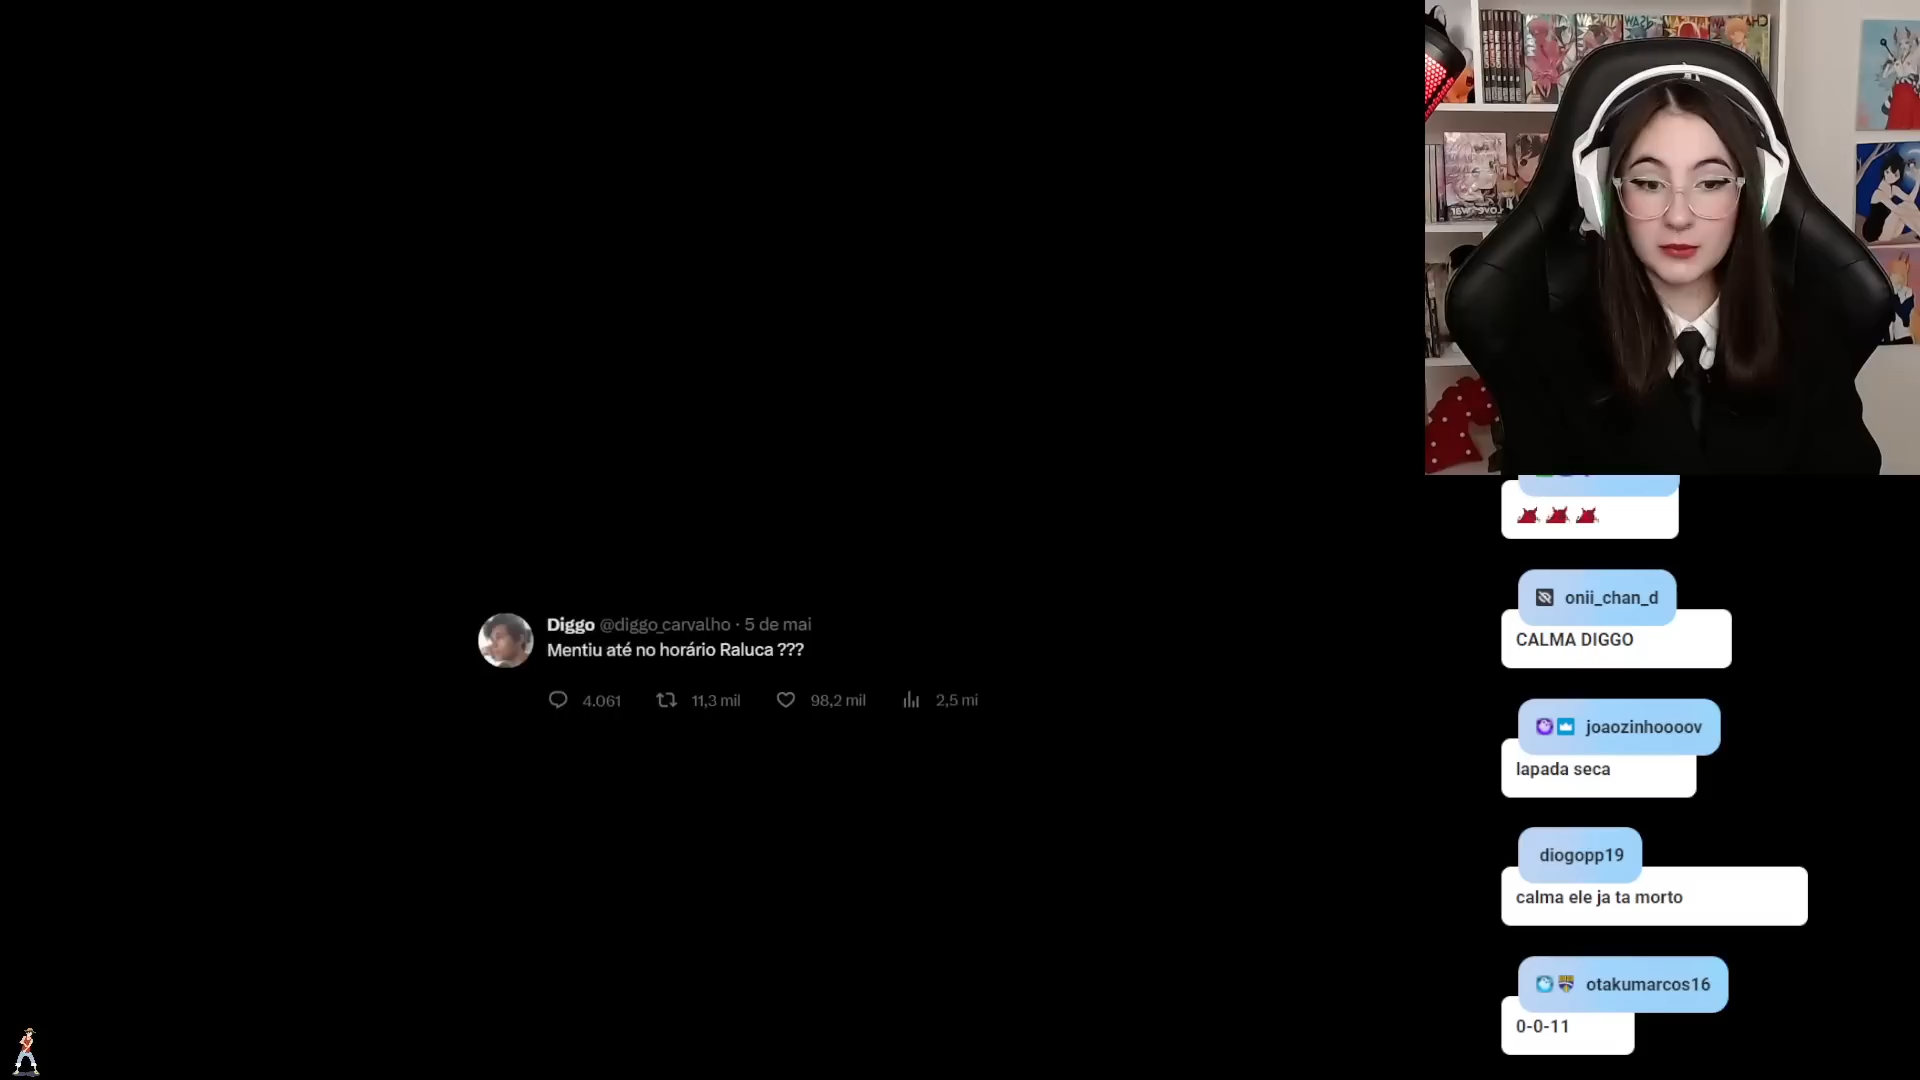 Diggo @diggo_carvalho · 5 de mai
Mentiu até no horário Raluca ???
4.061 11,3 mil 98,2 mil 2,5 mi
onii_chan_d
CALMA DIGGO
joaozinhoooov
lapada seca
diogopp19
calma ele ja ta morto
otakumarcos16
0-0-11